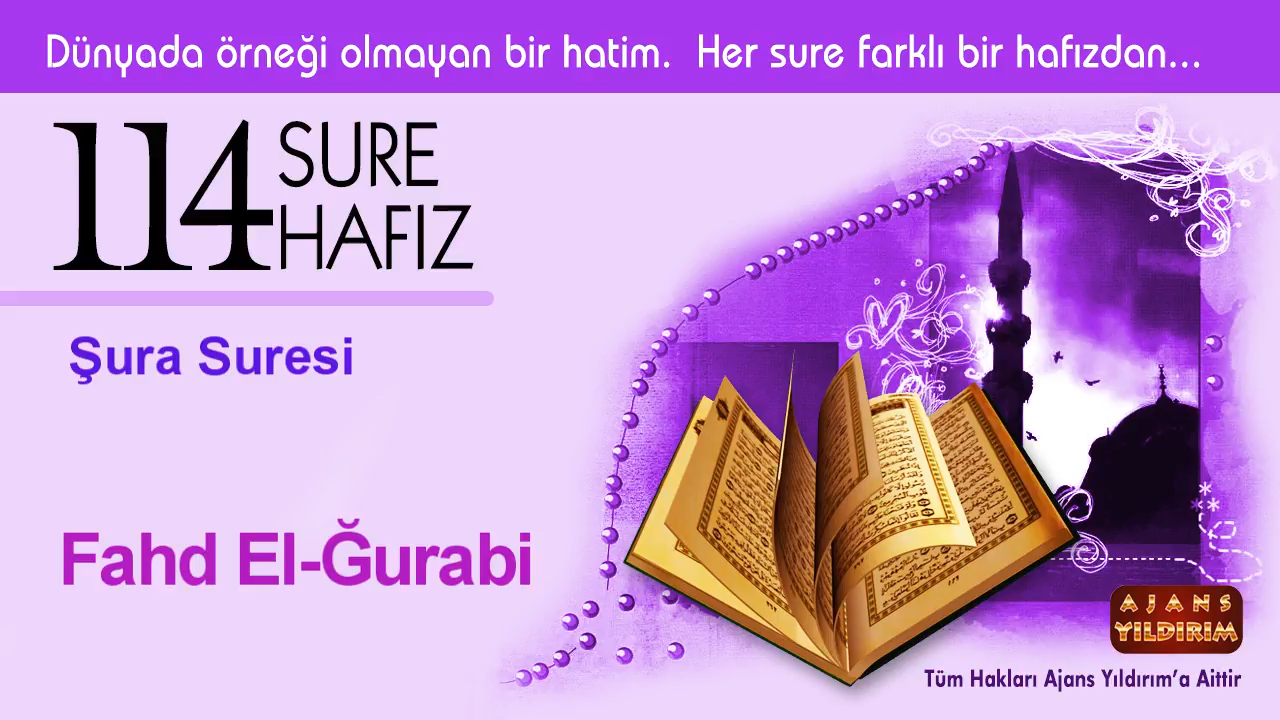 Dünyada örneği olmayan bir hatim. Her sure farklı bir hafızdan...
114 SURE
HAFIZ
Şura Suresi
Fahd El-Ğurabi
AJANS
YILDIRIM
Tüm Hakları Ajans Yıldırım'a Aittir